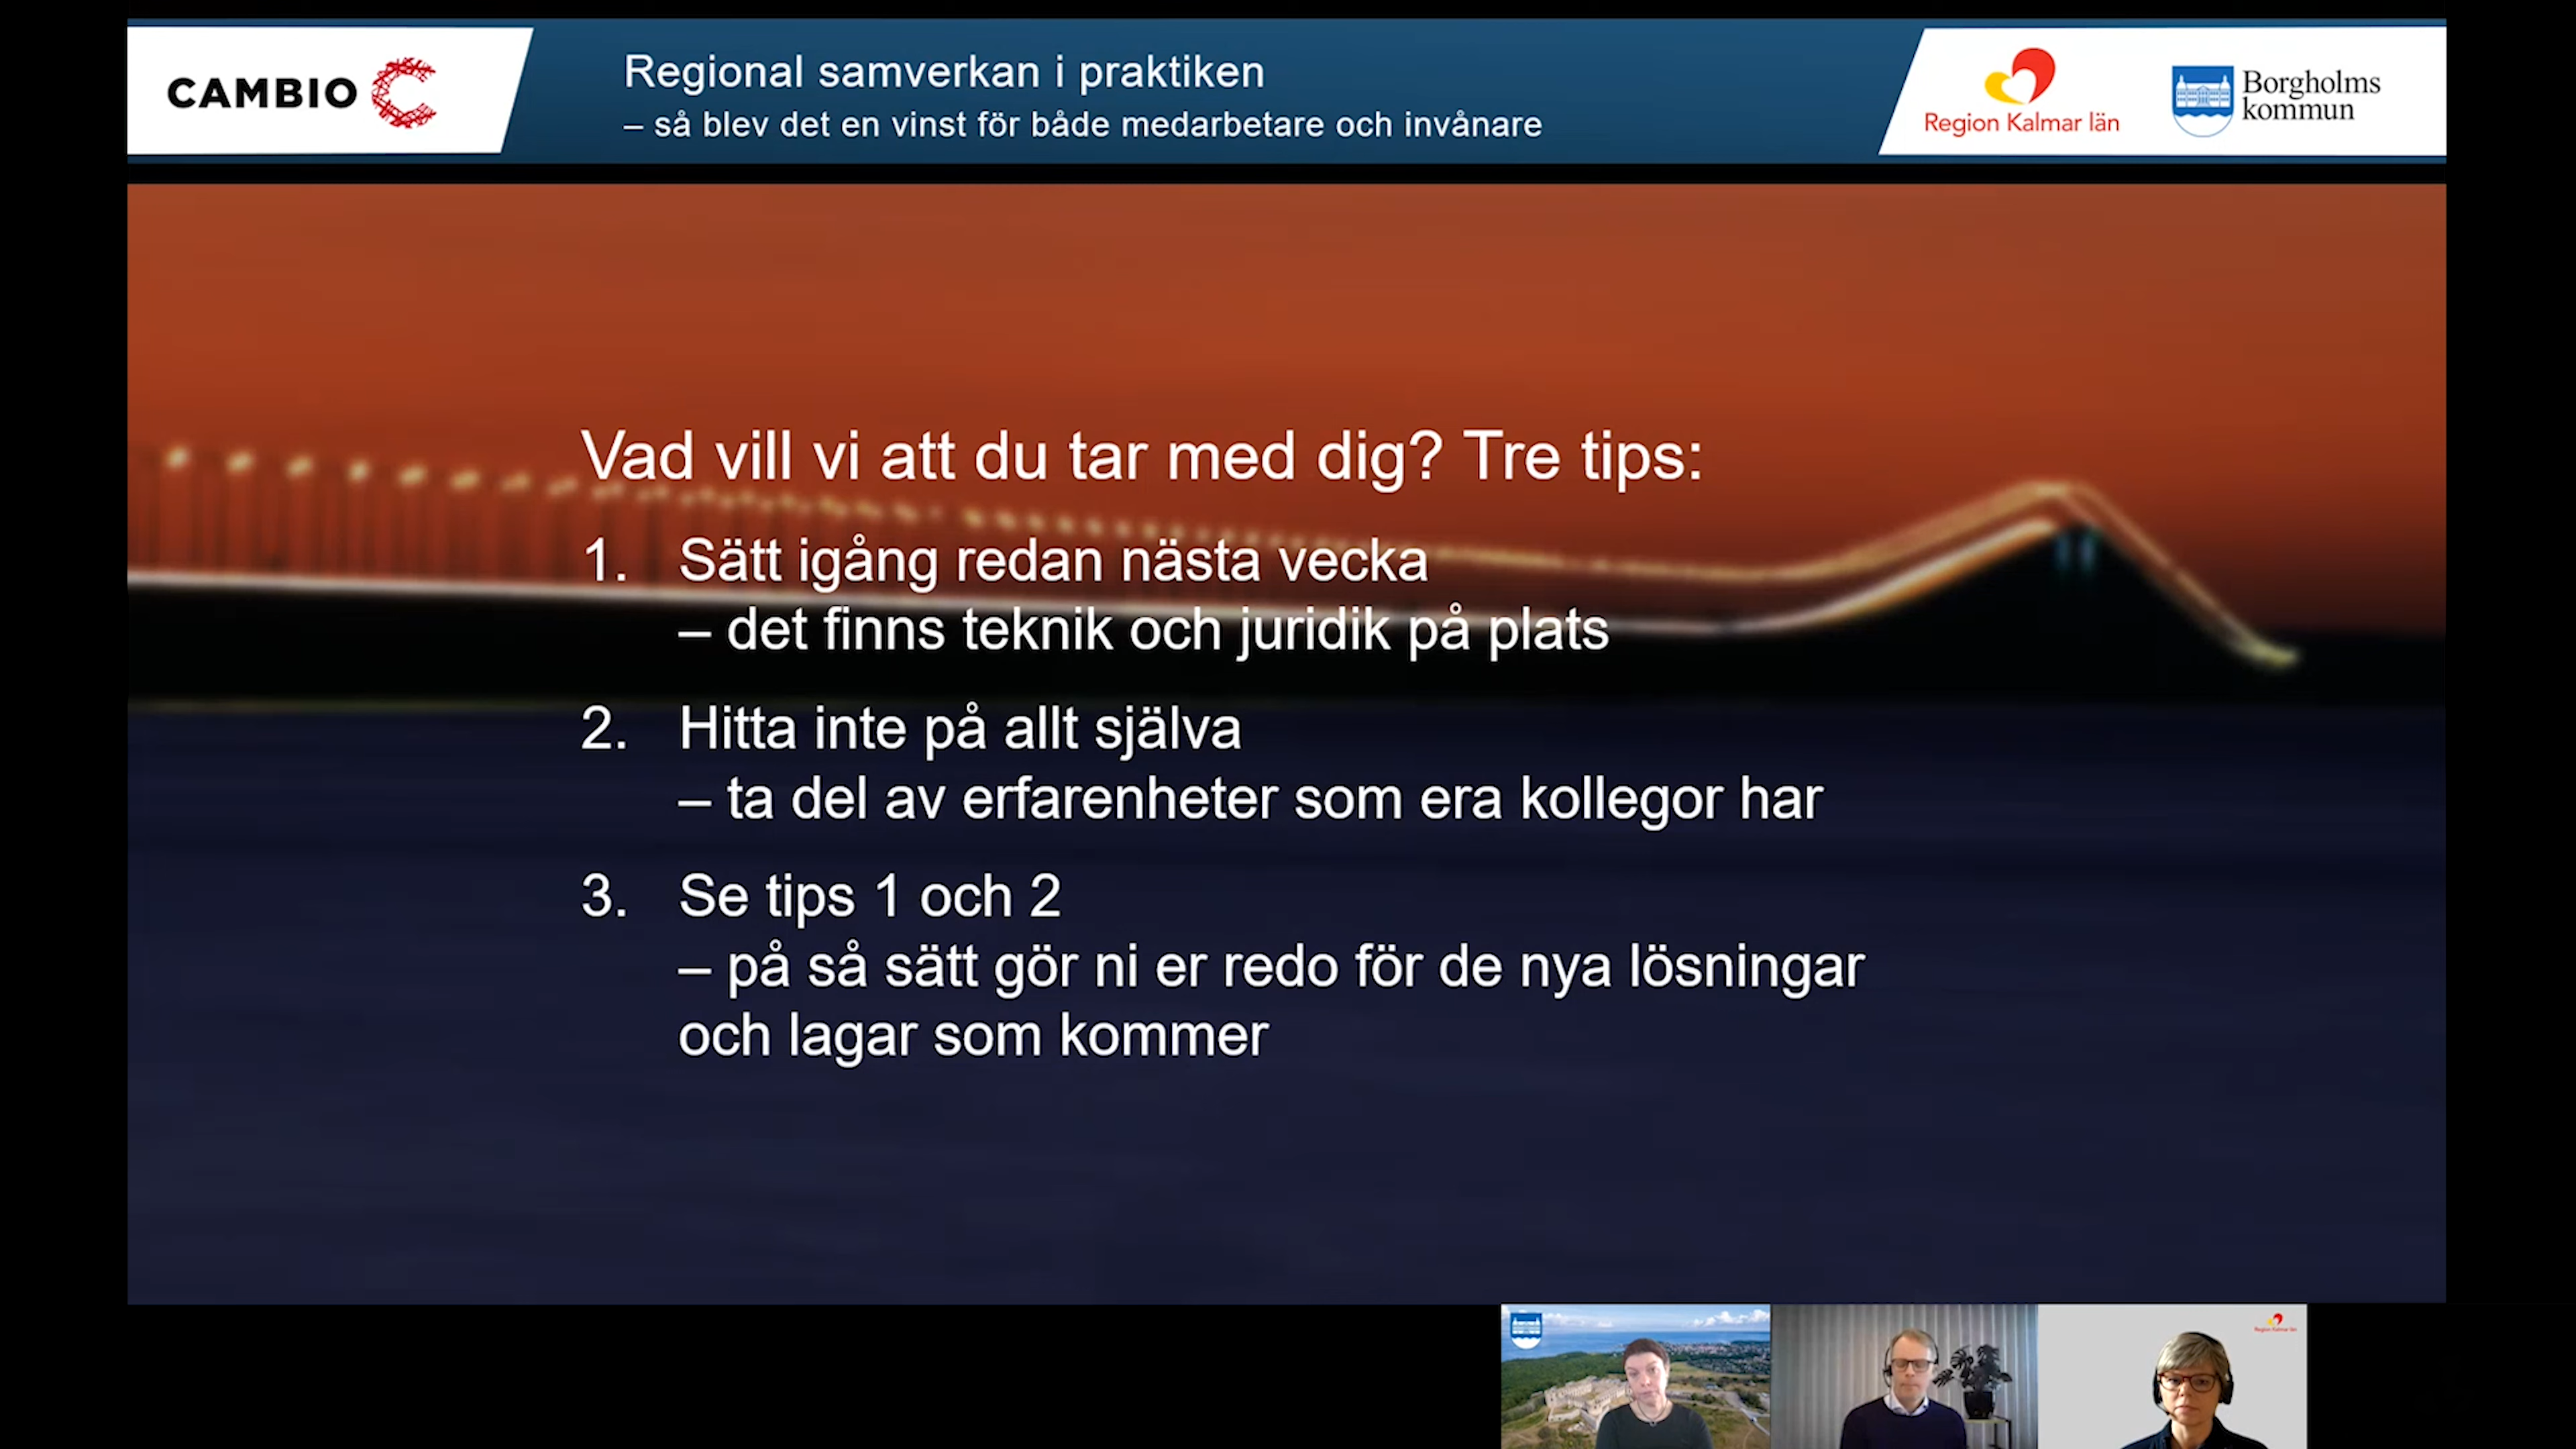 CAMBIO
Regional samverkan i praktiken
– så blev det en vinst för både medarbetare och invånare
Region Kalmar län
Borgholms
kommun
Vad vill vi att du tar med dig? Tre tips:
1. Sätt igång redan nästa vecka
– det finns teknik och juridik på plats
2. Hitta inte på allt själva
– ta del av erfarenheter som era kollegor har
3. Se tips 1 och 2
– på så sätt gör ni er redo för de nya lösningar
och lagar som kommer
Region Kalmar län